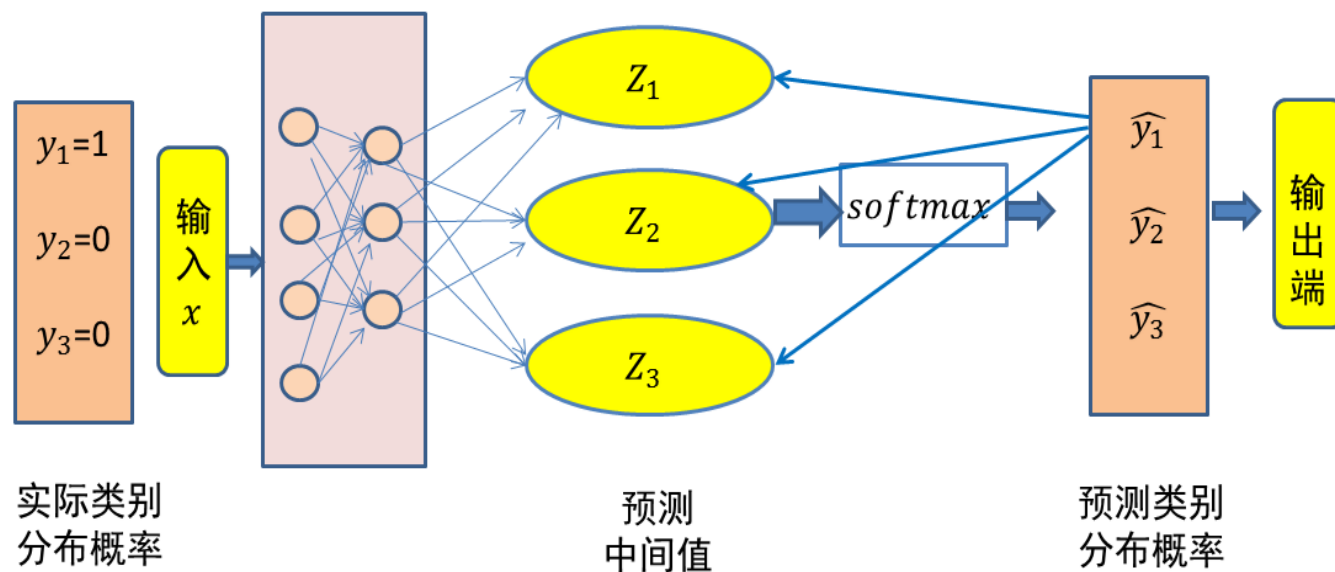 y₁=1
y₂=0
y₃=0
输
入
x
Z₁
Z₂
Z₃
softmax
ŷ₁
ŷ₂
ŷ₃
输
出
端
实际类别
分布概率
预测
中间值
预测类别
分布概率